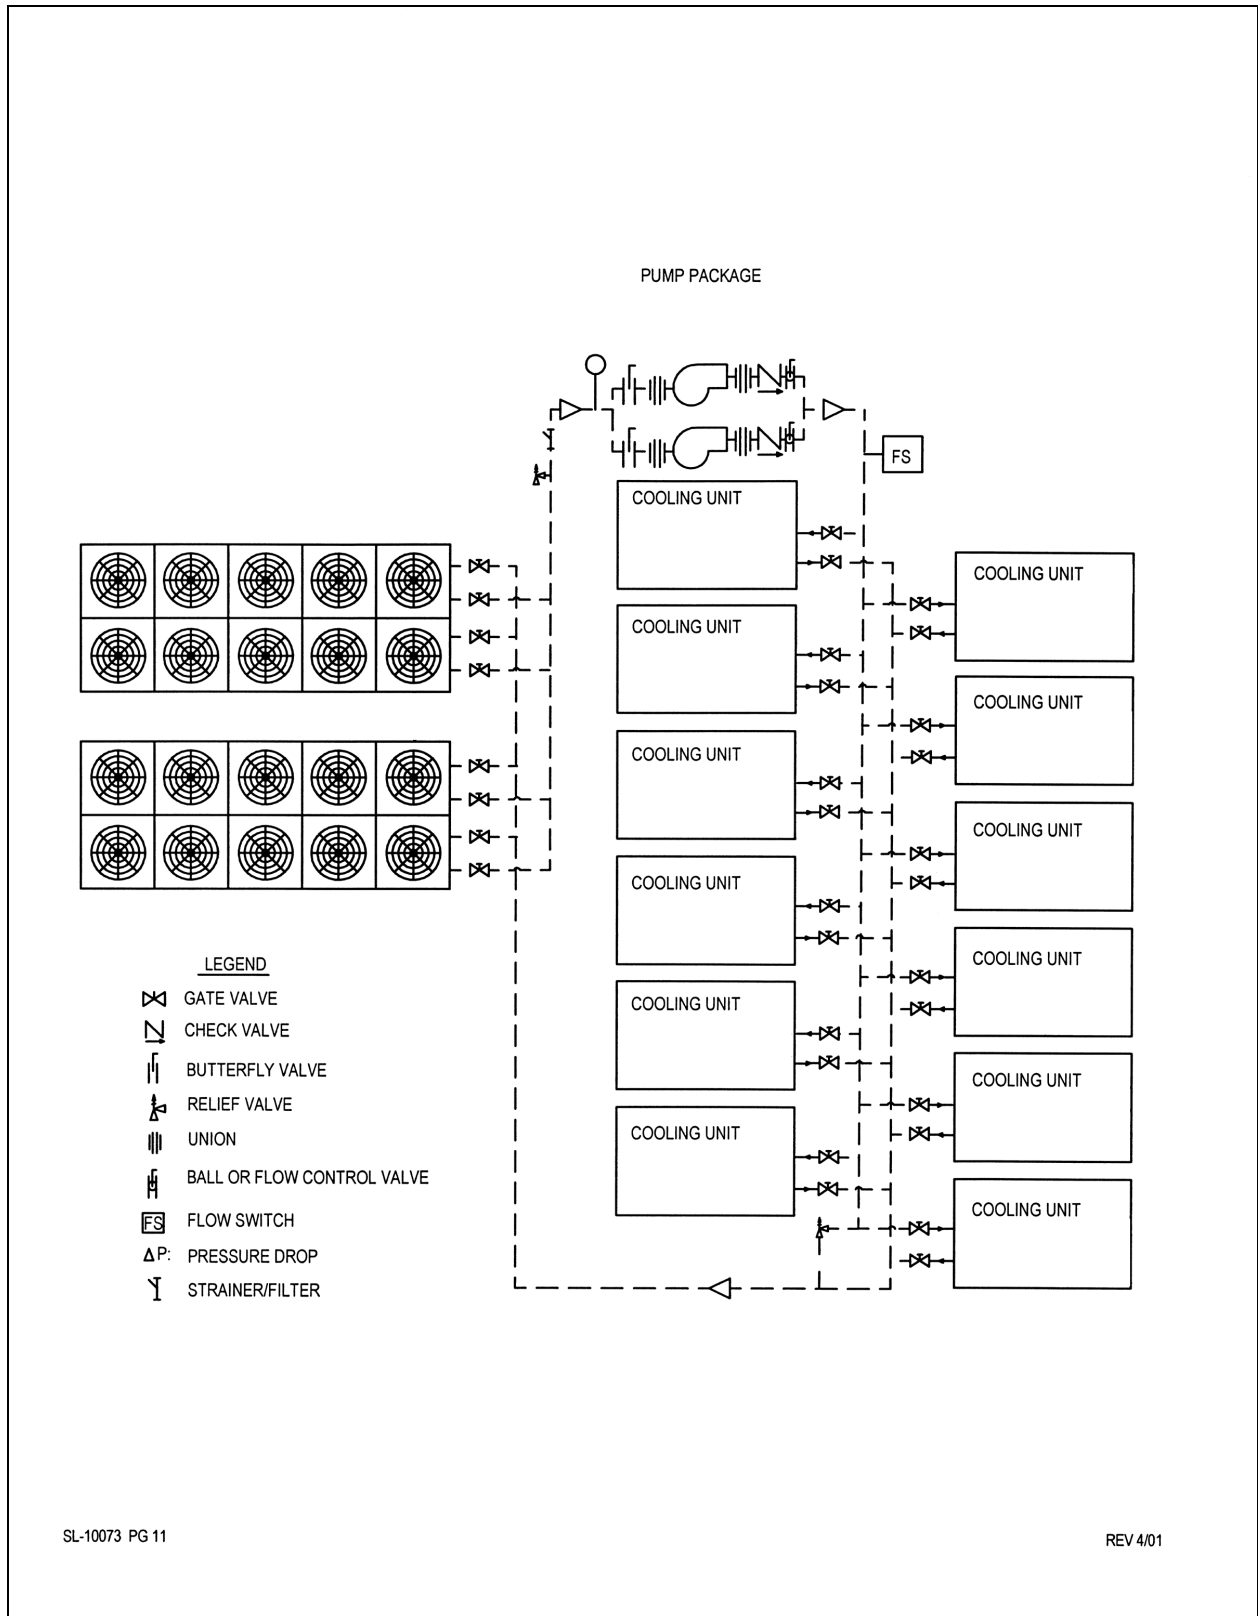 PUMP PACKAGE
FS
COOLING UNIT
COOLING UNIT
COOLING UNIT
COOLING UNIT
COOLING UNIT
COOLING UNIT
COOLING UNIT
COOLING UNIT
COOLING UNIT
COOLING UNIT
COOLING UNIT
COOLING UNIT
LEGEND
GATE VALVE
CHECK VALVE
BUTTERFLY VALVE
RELIEF VALVE
UNION
BALL OR FLOW CONTROL VALVE
FS FLOW SWITCH
ΔP: PRESSURE DROP
STRAINER/FILTER
SL-10073 PG 11
REV 4/01